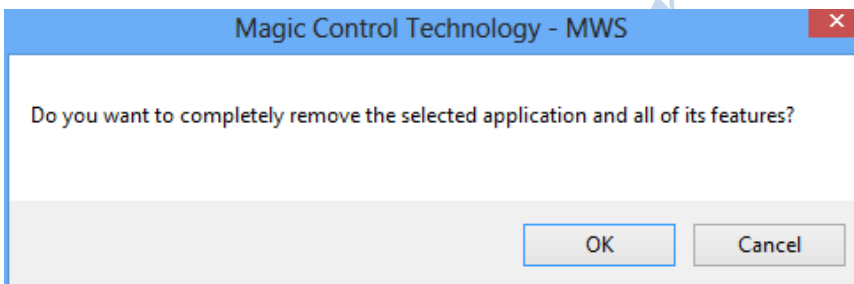 Magic Control Technology - MWS
Do you want to completely remove the selected application and all of its features?
OK
Cancel